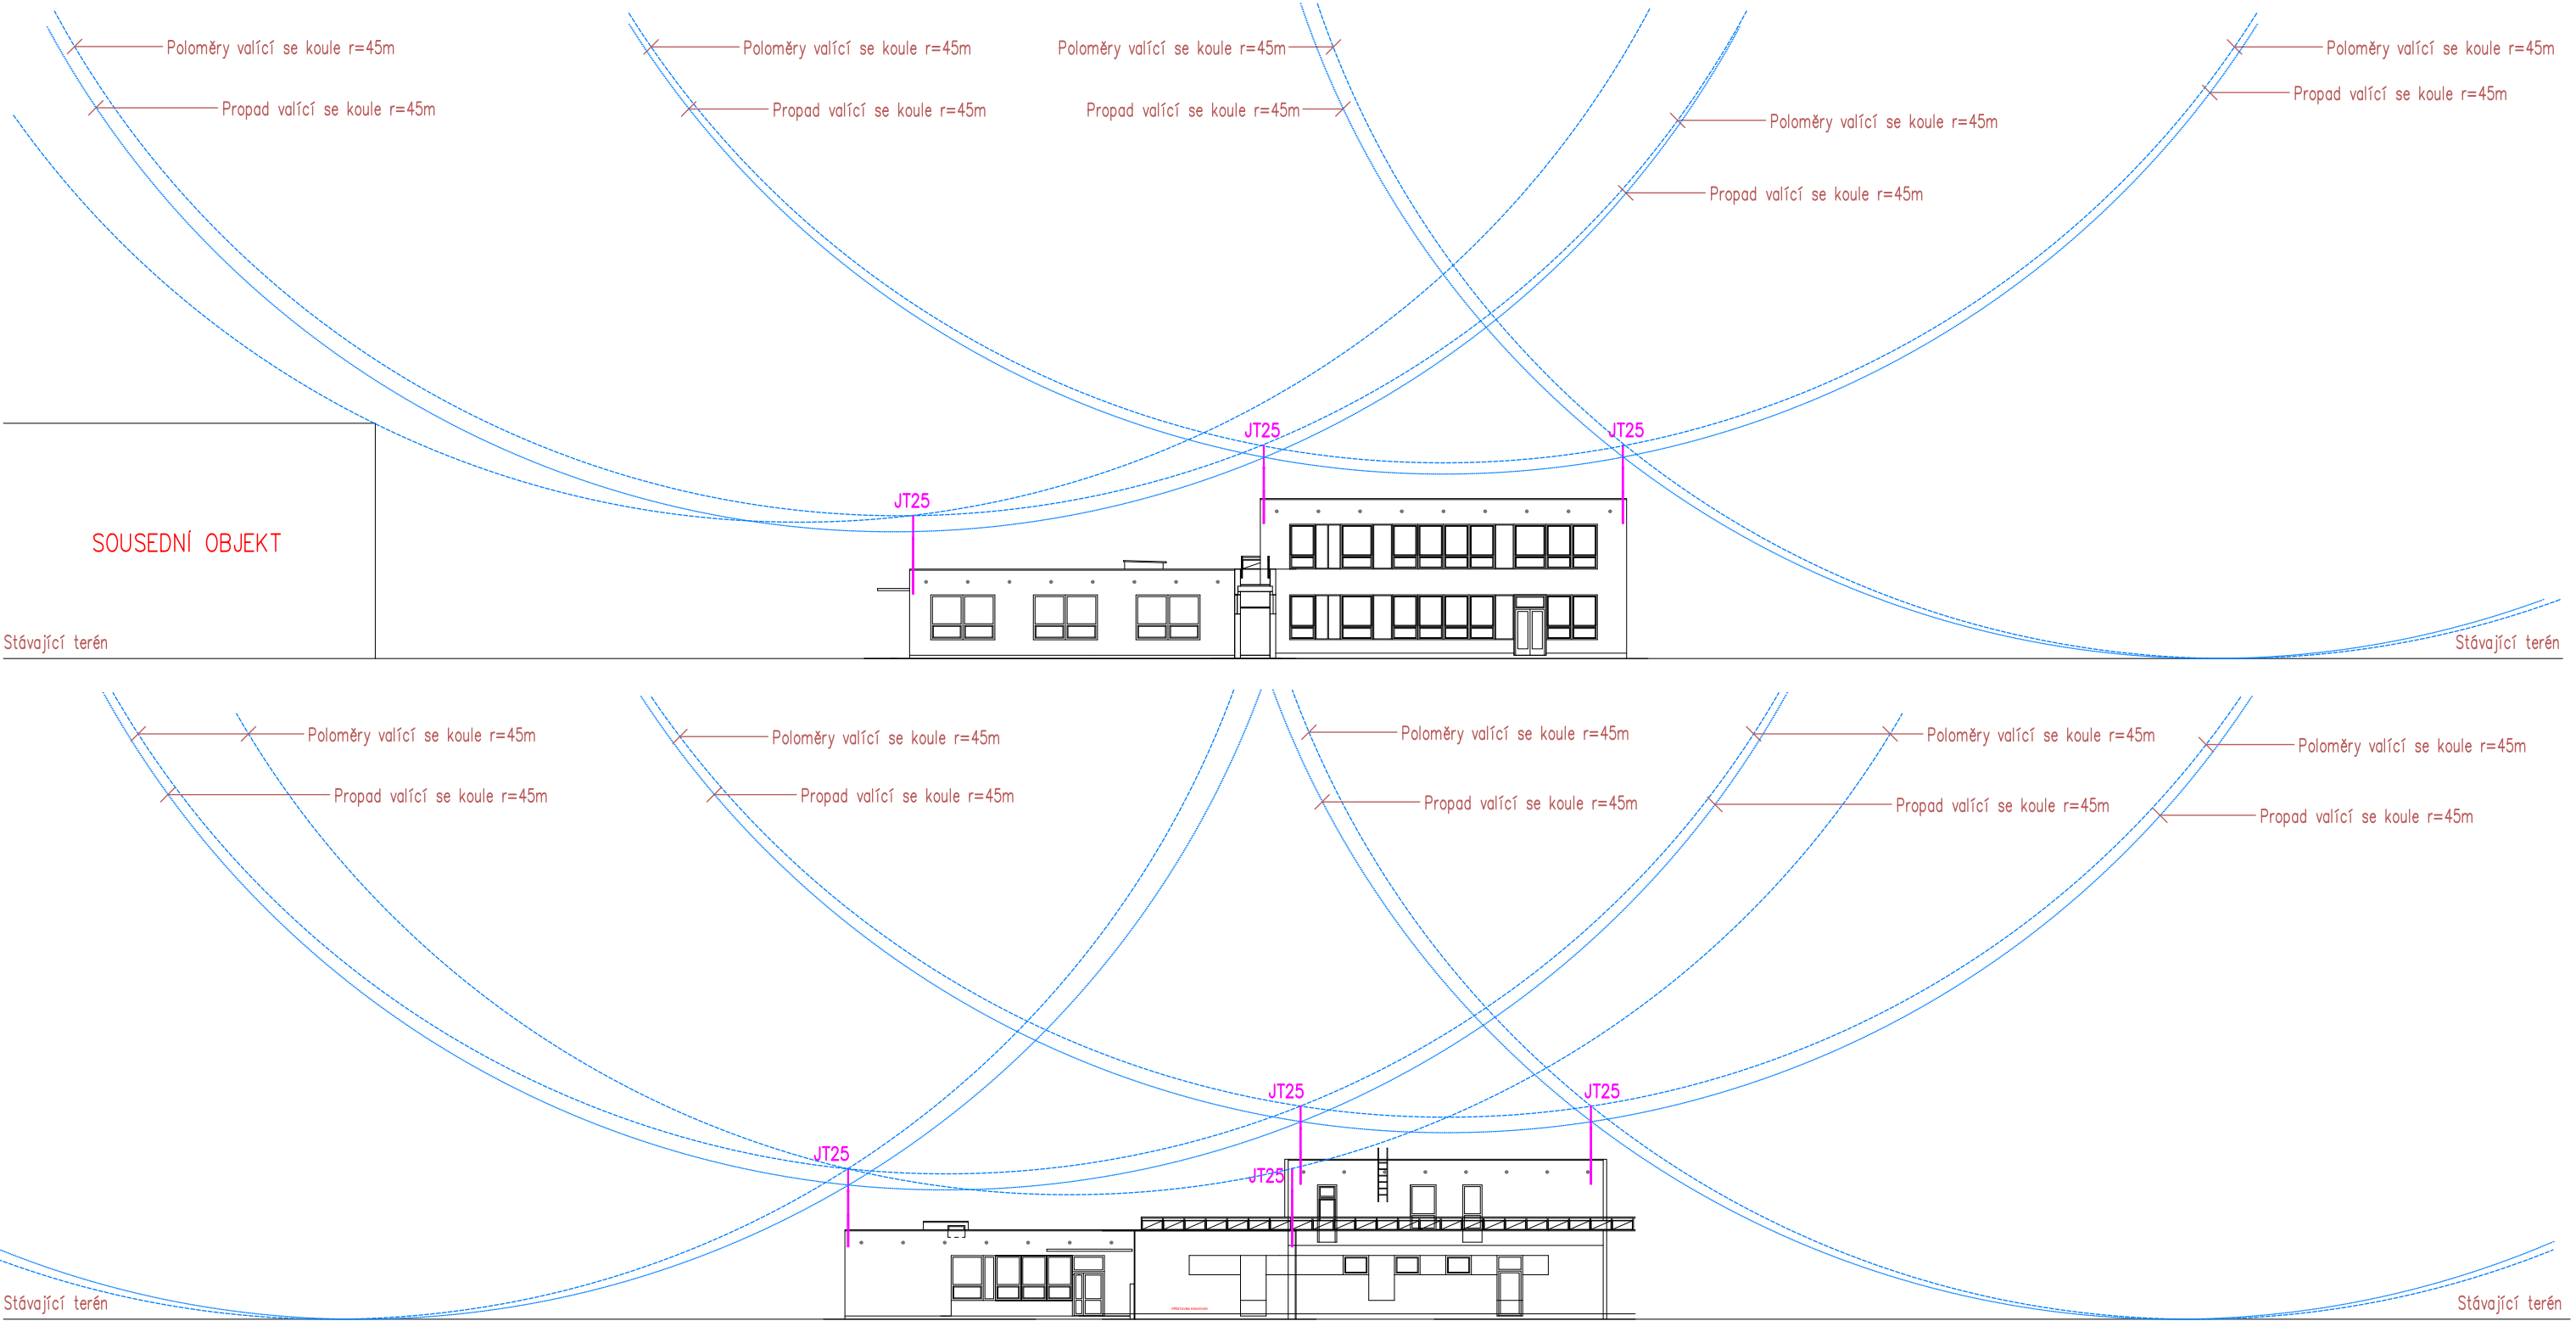 Poloměry valící se koule r=45m
Poloměry valící se koule r=45m
Poloměry valící se koule r=45m
Poloměry valící se koule r=45m
Propad valící se koule r=45m
Propad valící se koule r=45m
Propad valící se koule r=45m
Propad valící se koule r=45m
Poloměry valící se koule r=45m
Propad valící se koule r=45m
JT25
JT25
JT25
SOUSEDNÍ OBJEKT
Stávající terén
Stávající terén
Poloměry valící se koule r=45m
Poloměry valící se koule r=45m
Poloměry valící se koule r=45m
Poloměry valící se koule r=45m
Poloměry valící se koule r=45m
Propad valící se koule r=45m
Propad valící se koule r=45m
Propad valící se koule r=45m
Propad valící se koule r=45m
Propad valící se koule r=45m
JT25
JT25
JT25
JT25
Stávající terén
Stávající terén